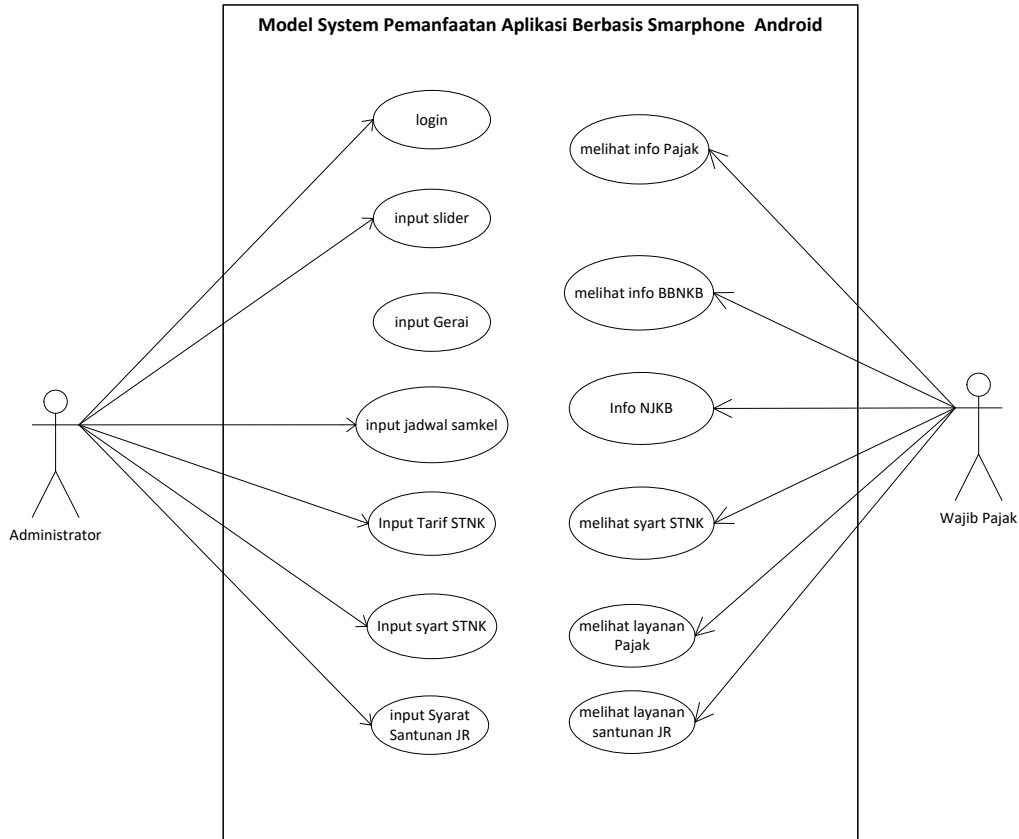 Model System Pemanfaatan Aplikasi Berbasis Smarphone Android
login
input slider
input Gerai
input jadwal samkel
Input Tarif STNK
Input syart STNK
input Syarat
Santunan JR
melihat info Pajak
melihat info BBNKB
Info NJKB
melihat syart STNK
melihat layanan
Pajak
melihat layanan
santunan JR
Administrator
Wajib Pajak